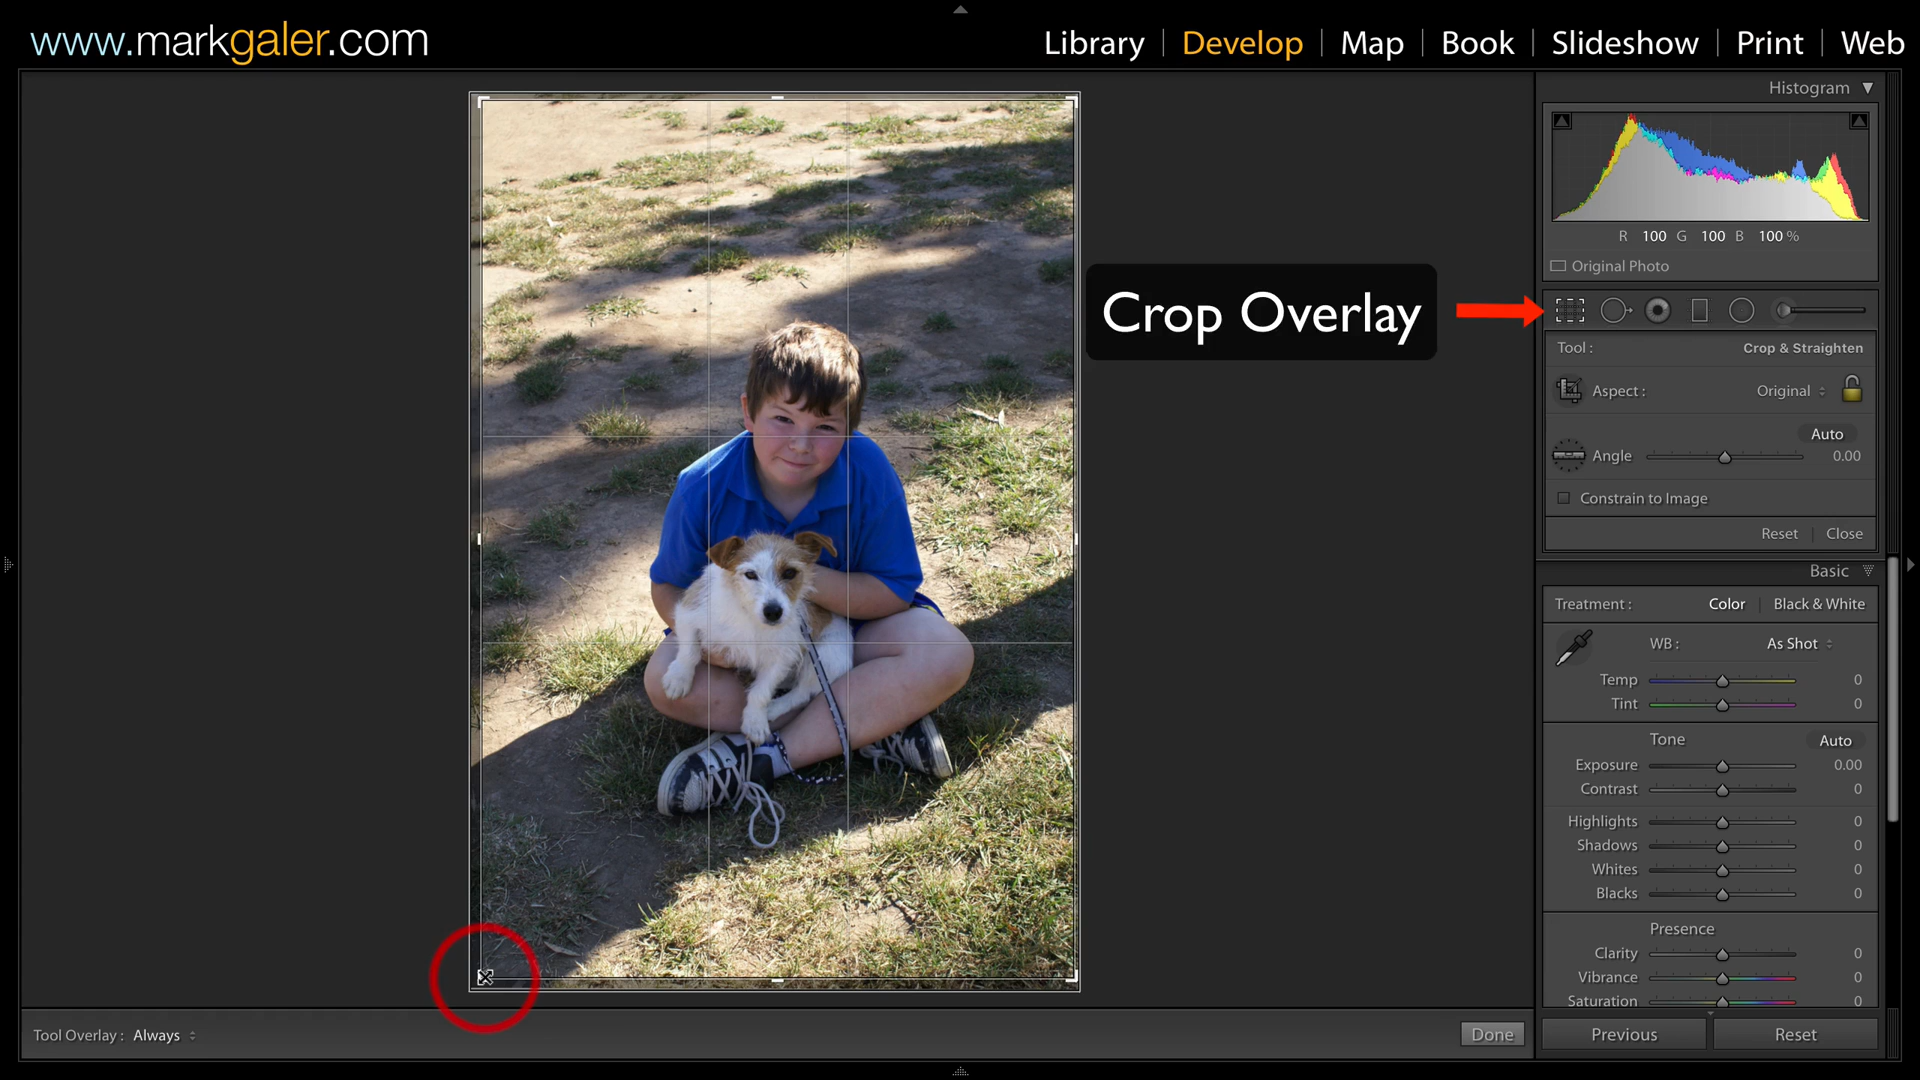 www.markgaler.com
Library | Develop | Map | Book | Slideshow | Print | Web
Histogram
R 100 G 100 B 100 %
Original Photo
Crop Overlay
Tool : Crop & Straighten
Aspect : Original
Auto
Angle 0.00
Constrain to Image
Reset | Close
Basic
Treatment : Color | Black & White
WB : As Shot
Temp 0
Tint 0
Tone Auto
Exposure 0.00
Contrast 0
Highlights 0
Shadows 0
Whites 0
Blacks 0
Presence
Clarity 0
Vibrance 0
Saturation 0
Tool Overlay : Always
Done
Previous
Reset